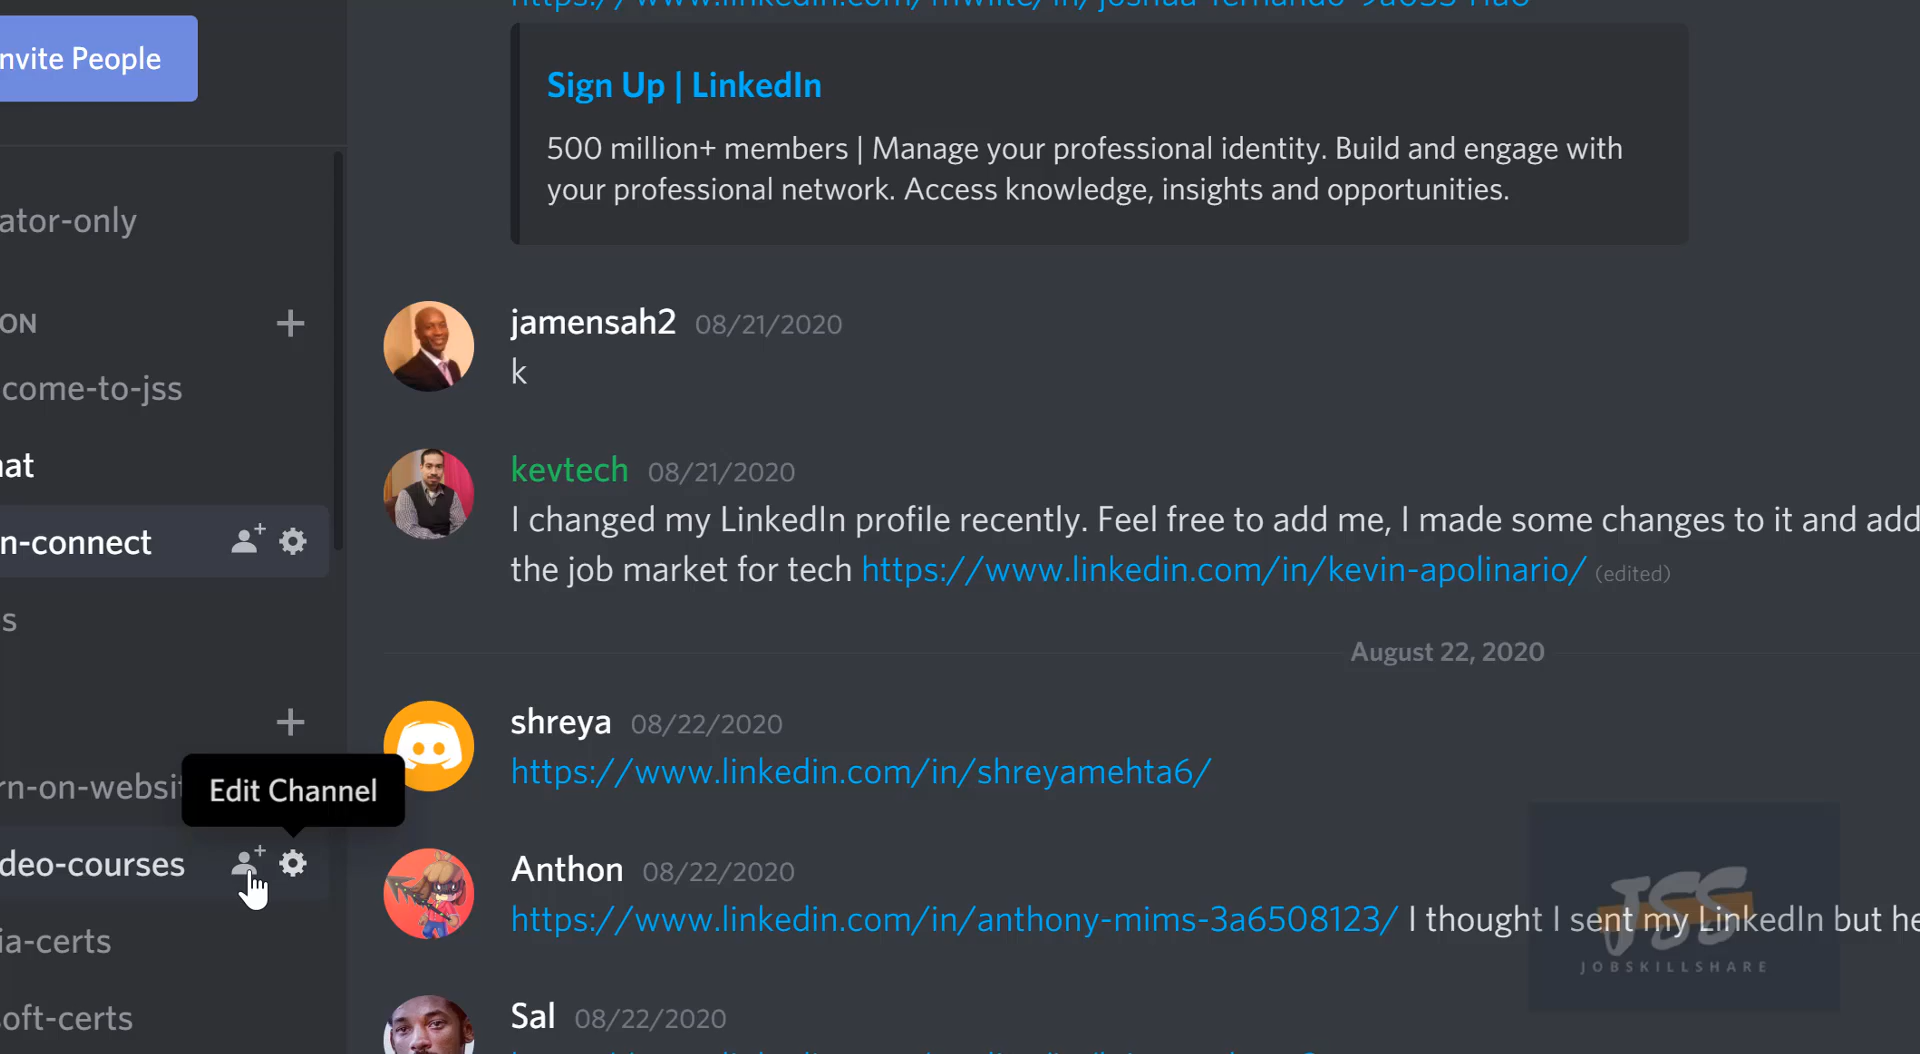 nvite People
ator-only
ON
come-to-jss
nat
n-connect
s
rn-on-websit
Edit Channel
deo-courses
ia-certs
oft-certs
Sign Up | LinkedIn
500 million+ members | Manage your professional identity. Build and engage with
your professional network. Access knowledge, insights and opportunities.
jamensah2 08/21/2020
k
kevtech 08/21/2020
I changed my LinkedIn profile recently. Feel free to add me, I made some changes to it and add
the job market for tech https://www.linkedin.com/in/kevin-apolinario/ (edited)
August 22, 2020
shreya 08/22/2020
https://www.linkedin.com/in/shreyamehta6/
Anthon 08/22/2020
https://www.linkedin.com/in/anthony-mims-3a6508123/ I thought I sent my LinkedIn but he
Sal 08/22/2020
JSS
JOBSKILLSHARE